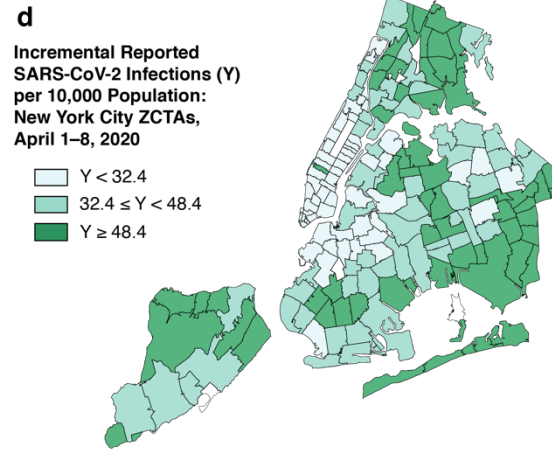 d
Incremental Reported
SARS-CoV-2 Infections (Y)
per 10,000 Population:
New York City ZCTAs,
April 1–8, 2020
Y < 32.4
32.4 ≤ Y < 48.4
Y ≥ 48.4